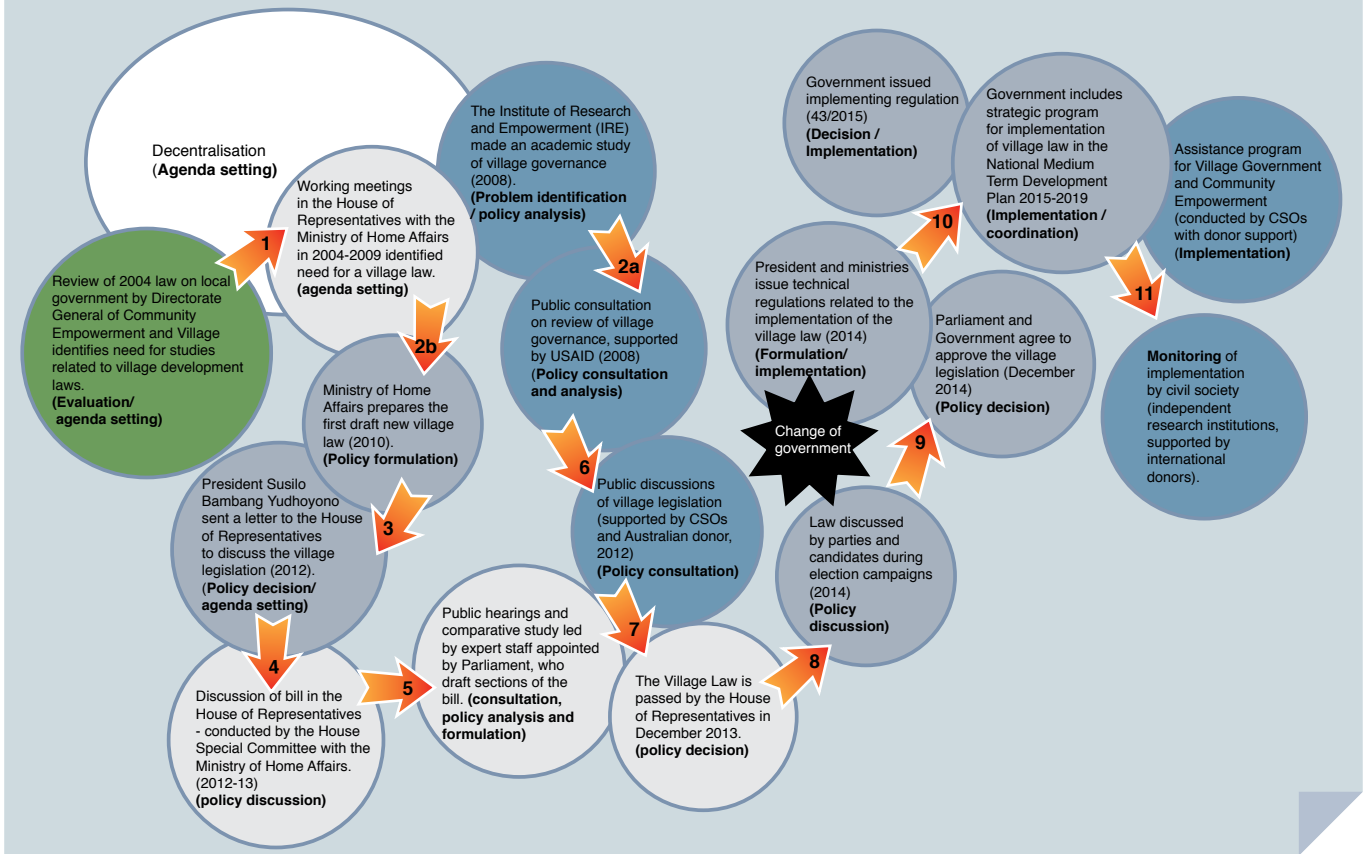 Decentralisation
(Agenda setting)
Review of 2004 law on local
government by Directorate
General of Community
Empowerment and Village
identifies need for studies
related to village development
laws.
(Evaluation/
agenda setting)
1
Working meetings
in the House of
Representatives with the
Ministry of Home Affairs
in 2004-2009 identified
need for a village law.
(agenda setting)
The Institute of Research
and Empowerment (IRE)
made an academic study
of village governance
(2008).
(Problem identification
/ policy analysis)
2a
Public consultation
on review of village
governance, supported
by USAID (2008)
(Policy consultation
and analysis)
2b
Ministry of Home
Affairs prepares the
first draft new village
law (2010).
(Policy formulation)
3
President Susilo
Bambang Yudhoyono
sent a letter to the House
of Representatives
to discuss the village
legislation (2012).
(Policy decision/
agenda setting)
4
Discussion of bill in the
House of Representatives
- conducted by the House
Special Committee with the
Ministry of Home Affairs.
(2012-13)
(policy discussion)
5
Public hearings and
comparative study led
by expert staff appointed
by Parliament, who
draft sections of the
bill. (consultation,
policy analysis and
formulation)
6
Public discussions
of village legislation
(supported by CSOs
and Australian donor,
2012)
(Policy consultation)
7
The Village Law is
passed by the House
of Representatives in
December 2013.
(policy decision)
8
Law discussed
by parties and
candidates during
election campaigns
(2014)
(Policy
discussion)
9
Change of
government
Parliament and
Government agree to
approve the village
legislation (December
2014)
(Policy decision)
President and ministries
issue technical
regulations related to the
implementation of the
village law (2014)
(Formulation/
implementation)
10
Government issued
implementing regulation
(43/2015)
(Decision /
Implementation)
Government includes
strategic program
for implementation
of village law in the
National Medium
Term Development
Plan 2015-2019
(Implementation /
coordination)
Assistance program
for Village Government
and Community
Empowerment
(conducted by CSOs
with donor support)
(Implementation)
11
Monitoring of
implementation
by civil society
(independent
research institutions,
supported by
international
donors).